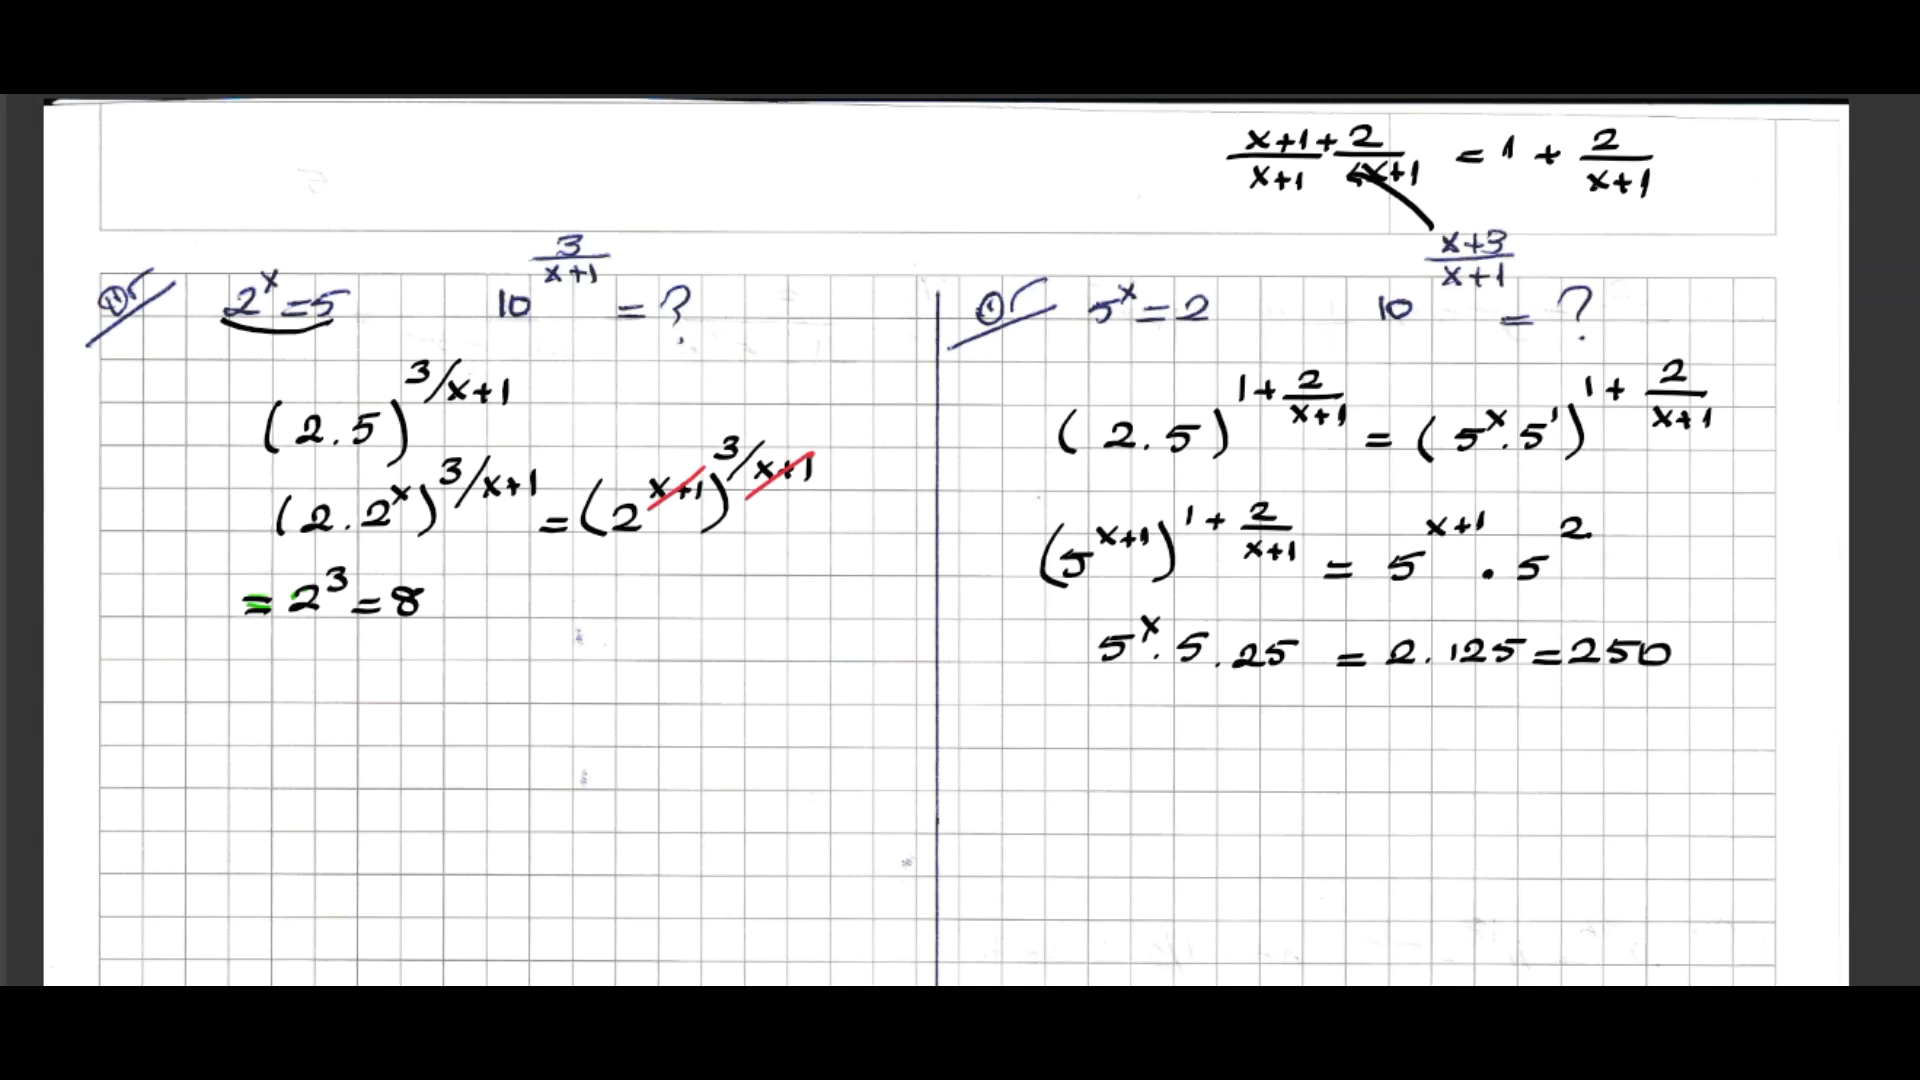 x+1/x+1 + 2/x+1 = 1 + 2/x+1
2^x = 5 10^(3/x+1) = ?
(2.5)^(3/x+1)
(2.2^x)^(3/x+1) = (2^(x+1))^(3/x+1)
= 2^3 = 8
5^x = 2 10^(x+3/x+1) = ?
(2.5)^(1 + 2/x+1) = (5^x.5^1)^(1 + 2/x+1)
(5^(x+1))^(1 + 2/x+1) = 5^(x+1) . 5^2
5^x.5.25 = 2.125 = 250